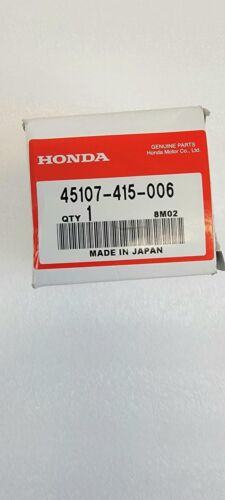 GENUINE PARTS
Honda Motor Co., Ltd.
HONDA
45107-415-006
QTY 1 8M02
MADE IN JAPAN